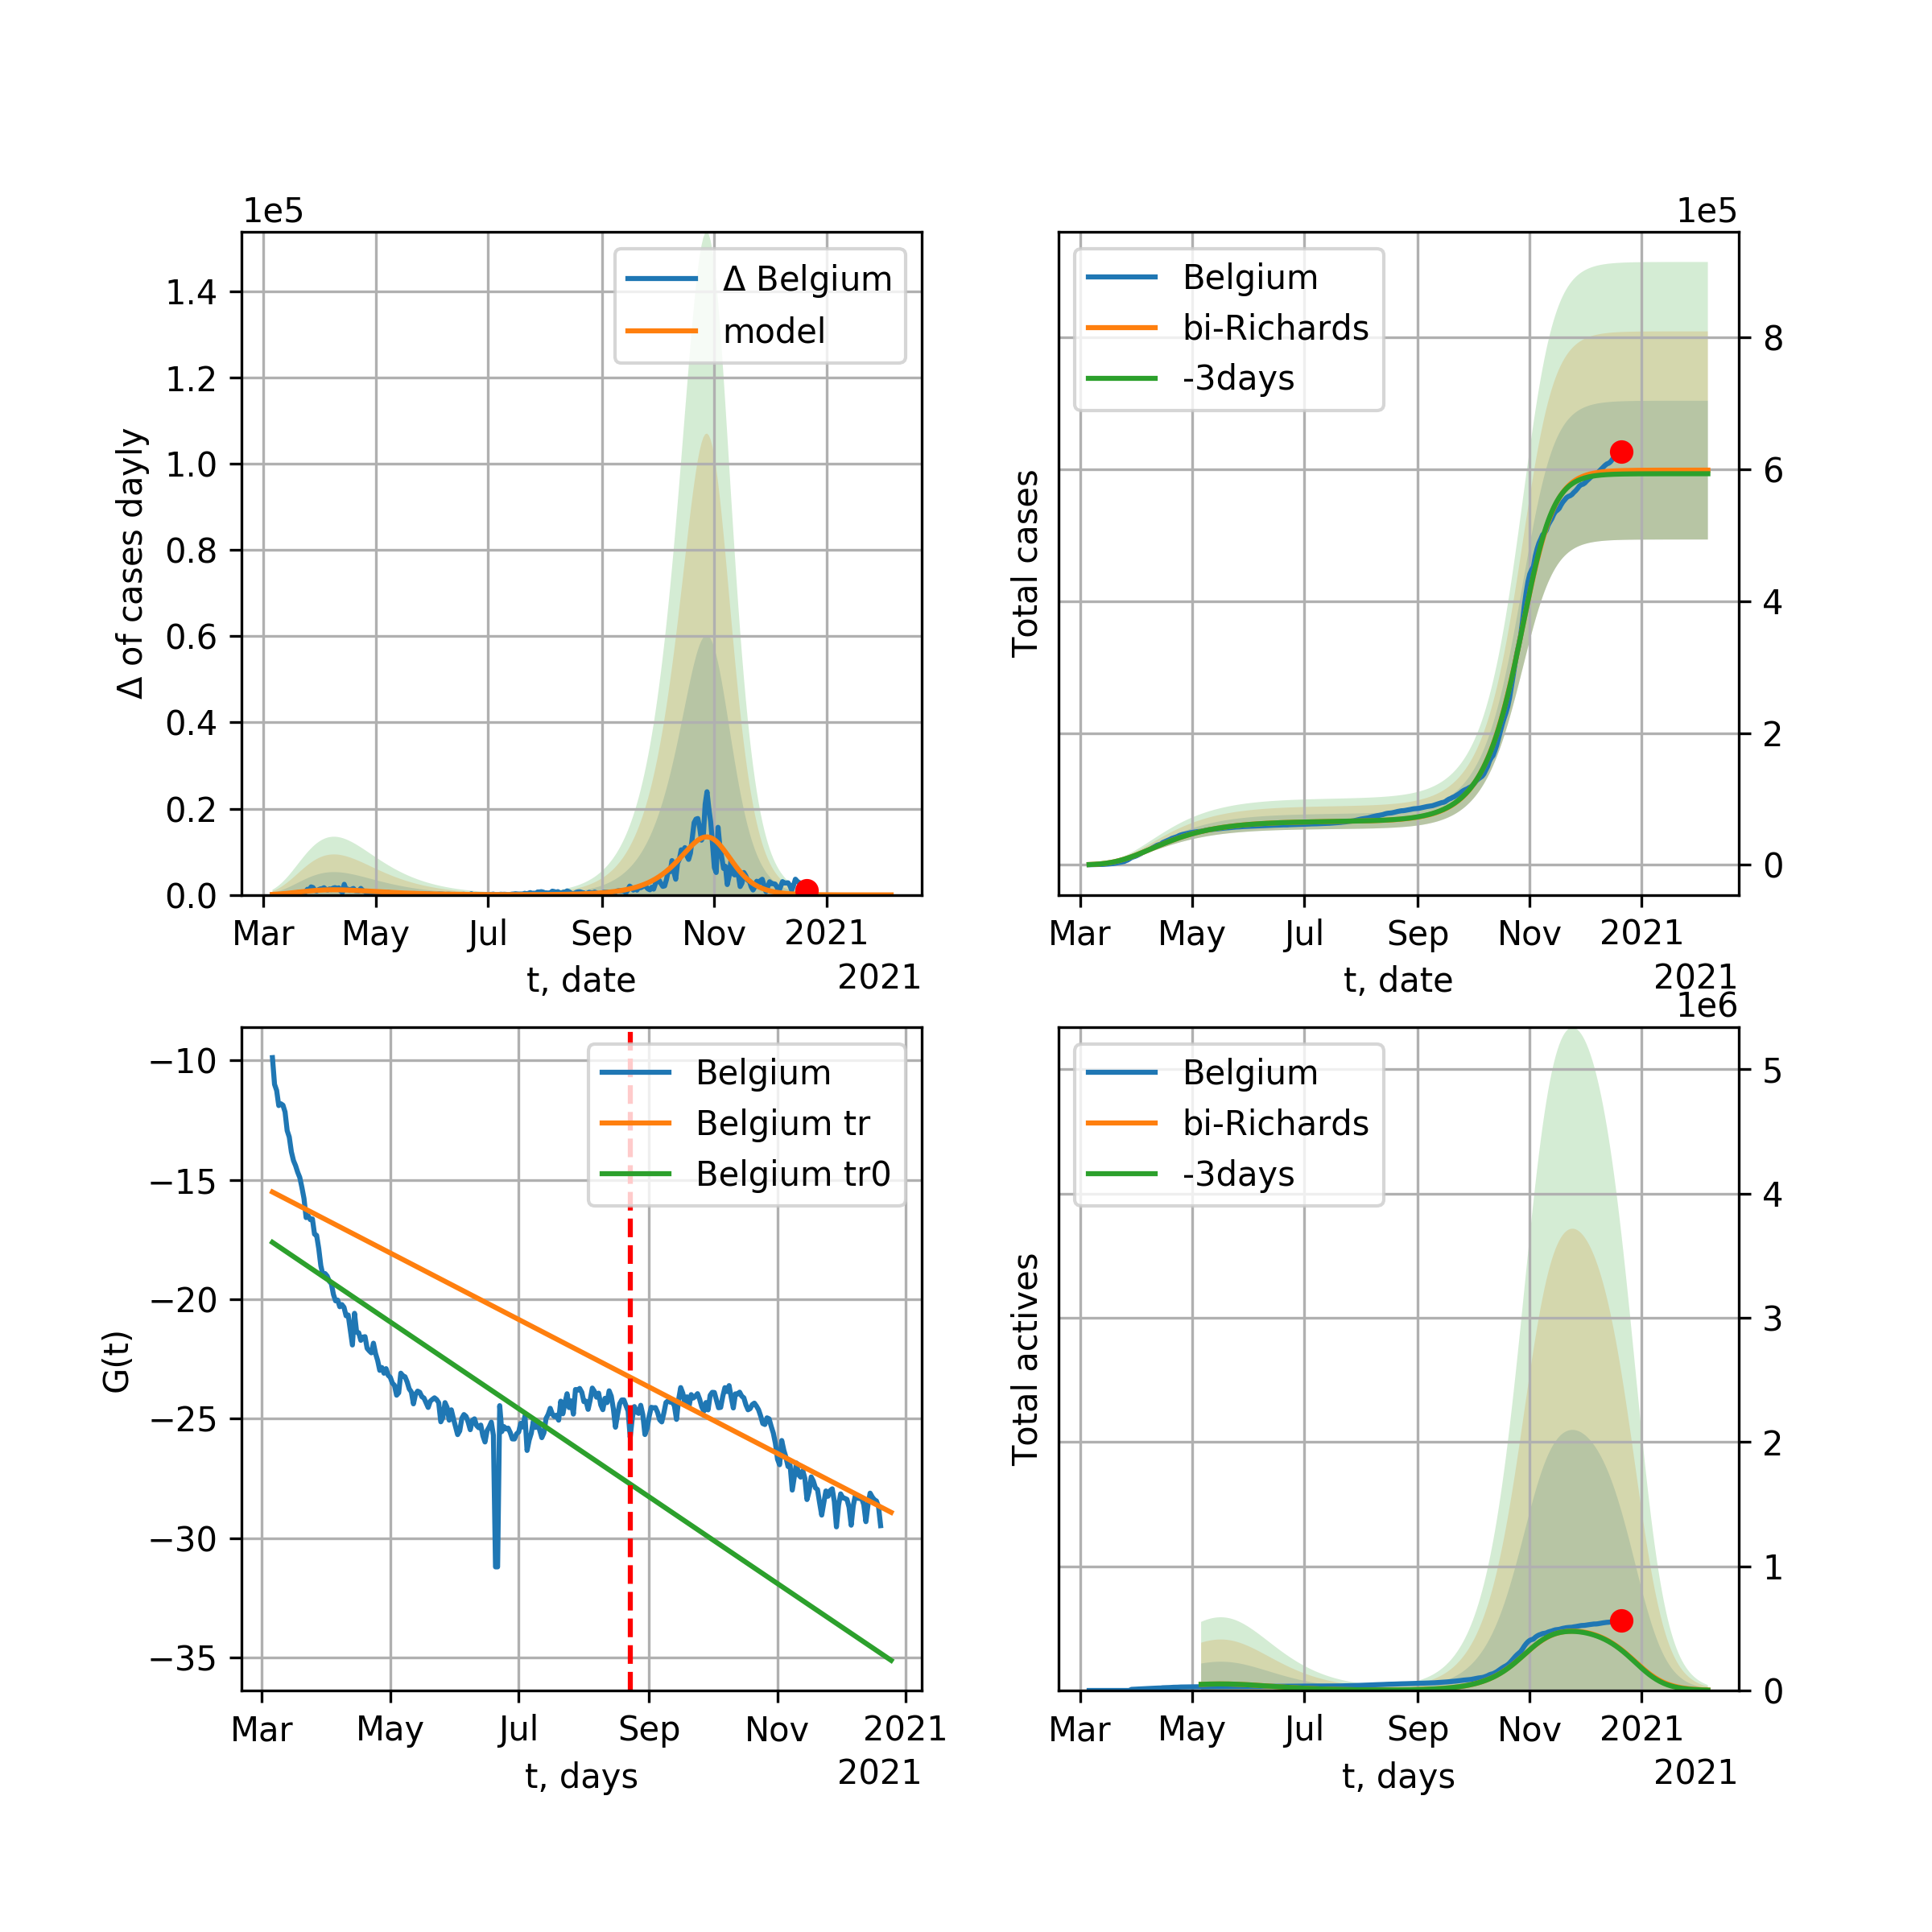 1e5
Δ Belgium
model
Δ of cases dayly
1.4
1.2
1.0
0.8
0.6
0.4
0.2
0.0
Mar May Jul Sep Nov 2021
t, date
2021
1e5
Belgium
bi-Richards
-3days
Total cases
8
6
4
2
0
Mar May Jul Sep Nov 2021
t, date
2021
Belgium
Belgium tr
Belgium tr0
G(t)
−10
−15
−20
−25
−30
−35
Mar May Jul Sep Nov 2021
t, days
2021
1e6
Belgium
bi-Richards
-3days
Total actives
5
4
3
2
1
0
Mar May Jul Sep Nov 2021
t, days
2021